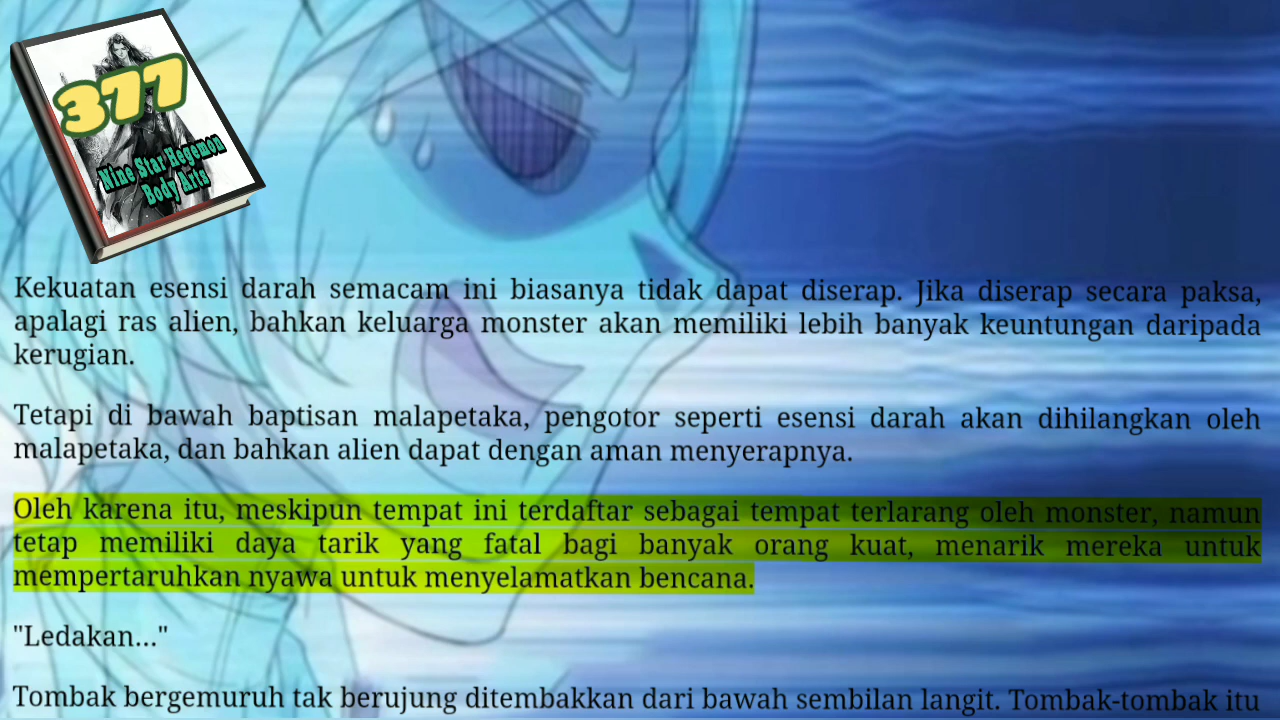 377
Nine Star Hegemon
Body Arts
Kekuatan esensi darah semacam ini biasanya tidak dapat diserap. Jika diserap secara paksa,
apalagi ras alien, bahkan keluarga monster akan memiliki lebih banyak keuntungan daripada
kerugian.
Tetapi di bawah baptisan malapetaka, pengotor seperti esensi darah akan dihilangkan oleh
malapetaka, dan bahkan alien dapat dengan aman menyerapnya.
Oleh karena itu, meskipun tempat ini terdaftar sebagai tempat terlarang oleh monster, namun
tetap memiliki daya tarik yang fatal bagi banyak orang kuat, menarik mereka untuk
mempertaruhkan nyawa untuk menyelamatkan bencana.
"Ledakan..."
Tombak bergemuruh tak berujung ditembakkan dari bawah sembilan langit. Tombak-tombak itu